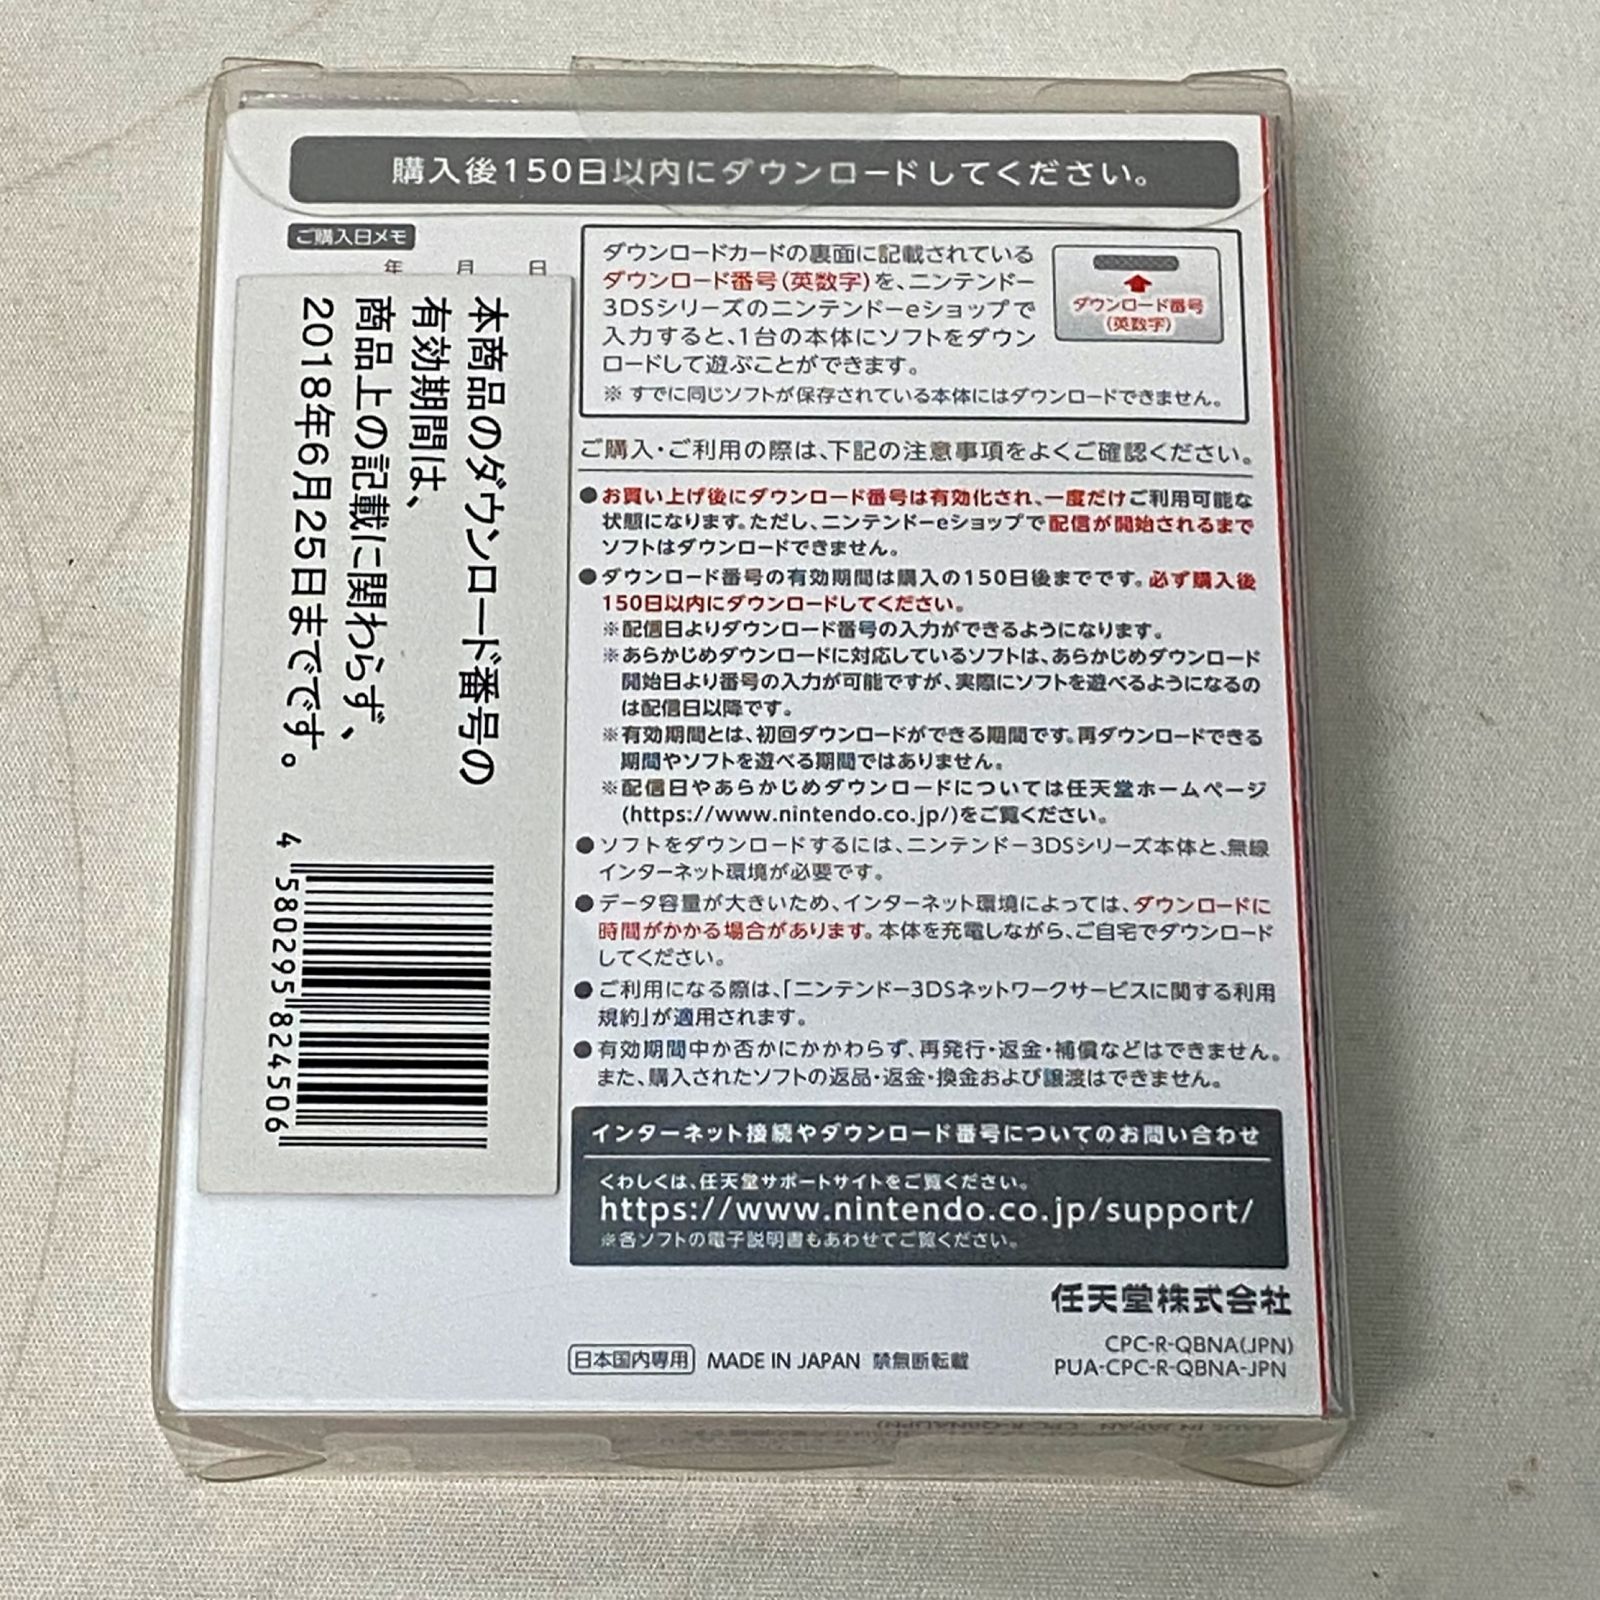 購入後150日以内にダウンロードしてください。
ご購入日メモ
年 月 日
ダウンロードカードの裏面に記載されている
ダウンロード番号(英数字)を、ニンテンドー
3DSシリーズのニンテンドーeショップで
入力すると、1台の本体にソフトをダウン
ロードして遊ぶことができます。
※ すでに同じソフトが保存されている本体にはダウンロードできません。
ダウンロード番号
(英数字)
本商品のダウンロード番号の
有効期間は、
商品上の記載に関わらず、
2018年6月25日までです。
4 580295 824506
ご購入・ご利用の際は、下記の注意事項をよくご確認ください。
●お買い上げ後にダウンロード番号は有効化され、一度だけご利用可能な
状態になります。ただし、ニンテンドーeショップで配信が開始されるまで
ソフトはダウンロードできません。
●ダウンロード番号の有効期間は購入の150日後までです。必ず購入後
150日以内にダウンロードしてください。
※配信日よりダウンロード番号の入力ができるようになります。
※あらかじめダウンロードに対応しているソフトは、あらかじめダウンロード
開始日より番号の入力が可能ですが、実際にソフトを遊べるようになるの
は配信日以降です。
※有効期間とは、初回ダウンロードができる期間です。再ダウンロードできる
期間やソフトを遊べる期間ではありません。
※配信日やあらかじめダウンロードについては任天堂ホームページ
(https://www.nintendo.co.jp/)をご覧ください。
●ソフトをダウンロードするには、ニンテンドー3DSシリーズ本体と、無線
インターネット環境が必要です。
●データ容量が大きいため、インターネット環境によっては、ダウンロードに
時間がかかる場合があります。本体を充電しながら、ご自宅でダウンロード
してください。
●ご利用になる際は、「ニンテンドー3DSネットワークサービスに関する利用
規約」が適用されます。
●有効期間中か否かにかかわらず、再発行・返金・補償などはできません。
また、購入されたソフトの返品・返金・換金および譲渡はできません。
インターネット接続やダウンロード番号についてのお問い合わせ
くわしくは、任天堂サポートサイトをご覧ください。
https://www.nintendo.co.jp/support/
※各ソフトの電子説明書もあわせてご覧ください。
任天堂株式会社
CPC-R-QBNA(JPN)
日本国内専用 MADE IN JAPAN 禁無断転載
PUA-CPC-R-QBNA-JPN